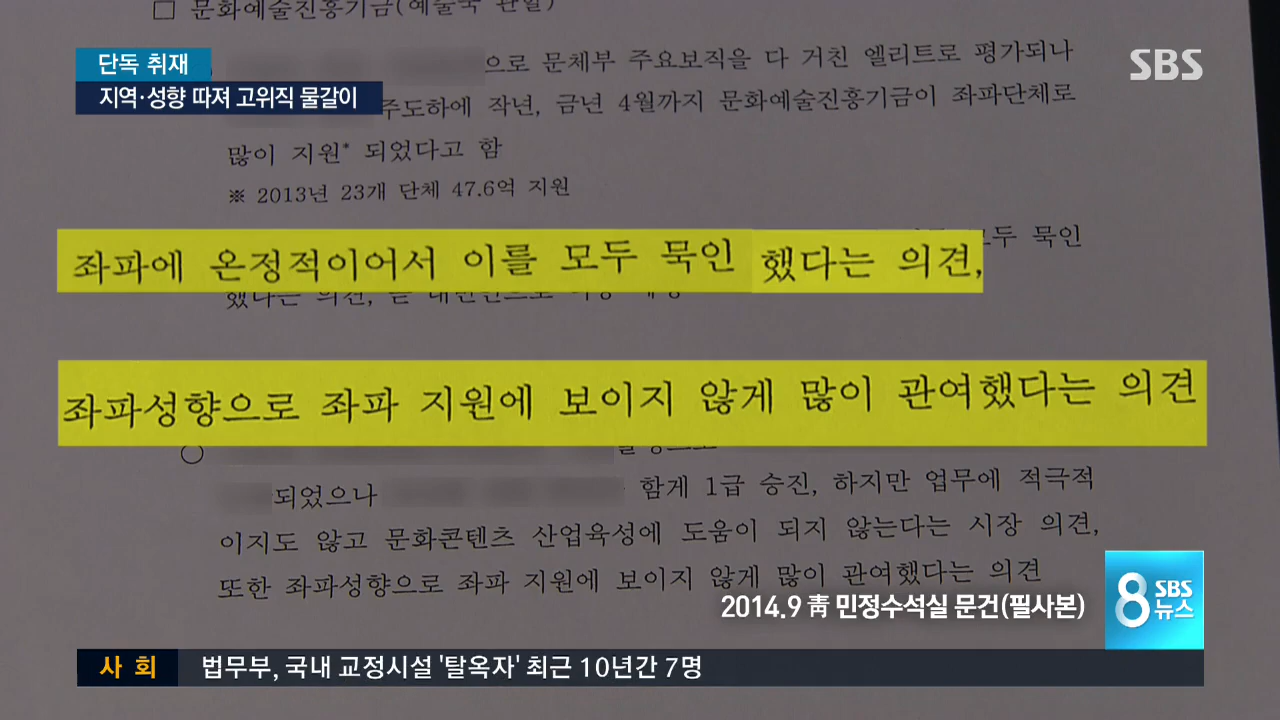 □ 문화예술진흥기금(예술국 관할)
단독 취재
SBS
지역·성향 따져 고위직 물갈이
으로 문체부 주요보직을 다 거친 엘리트로 평가되나
주도하에 작년, 금년 4월까지 문화예술진흥기금이 좌파단체로
많이 지원* 되었다고 함
※ 2013년 23개 단체 47.6억 지원
모두 묵인
좌파에 온정적이어서 이를 모두 묵인 했다는 의견,
했다는 의견,
좌파성향으로 좌파 지원에 보이지 않게 많이 관여했다는 의견
○
되었으나 함게 1급 승진, 하지만 업무에 적극적
이지도 않고 문화콘텐츠 산업육성에 도움이 되지 않는다는 시장 의견,
또한 좌파성향으로 좌파 지원에 보이지 않게 많이 관여했다는 의견
2014.9 靑 민정수석실 문건(필사본)
8 SBS 뉴스
사 회 법무부, 국내 교정시설 '탈옥자' 최근 10년간 7명